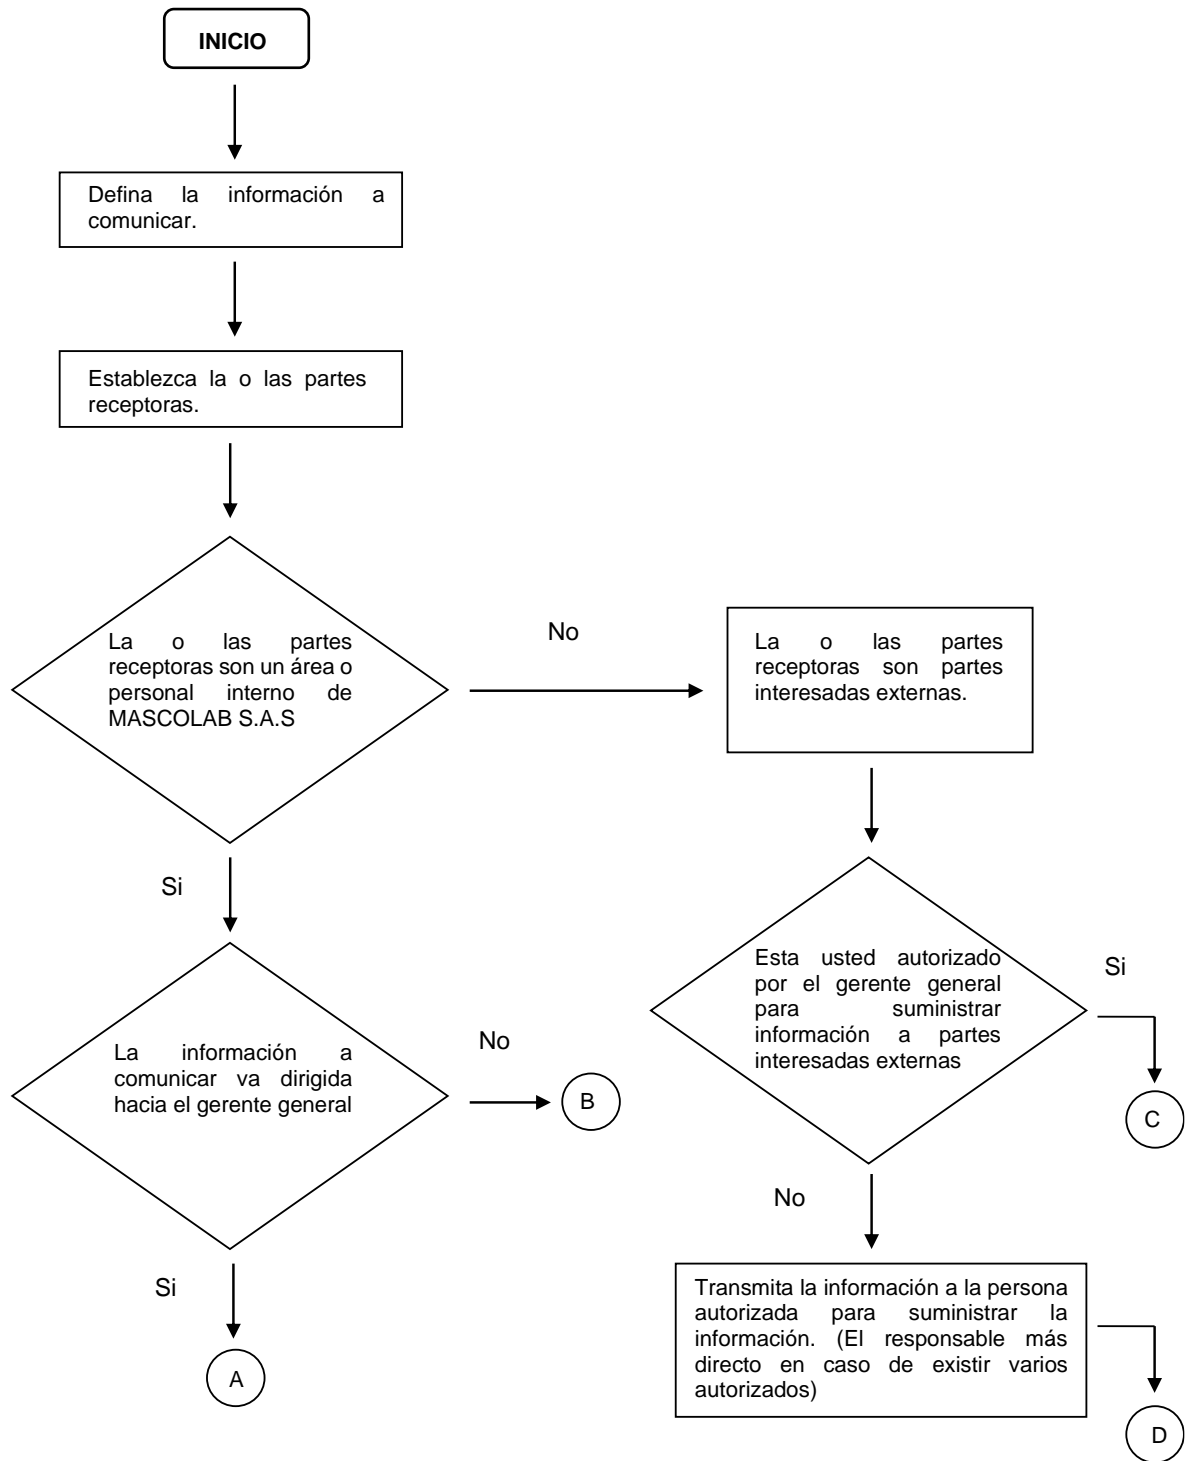 INICIO
Defina la información a
comunicar.
Establezca la o las partes
receptoras.
La o las partes
receptoras son un área o
personal interno de
MASCOLAB S.A.S
No
La o las partes
receptoras son partes
interesadas externas.
Si
Esta usted autorizado
por el gerente general
para suministrar
información a partes
interesadas externas
Si
C
La información a
comunicar va dirigida
hacia el gerente general
No
B
No
Si
A
Transmita la información a la persona
autorizada para suministrar la
información. (El responsable más
directo en caso de existir varios
autorizados)
D